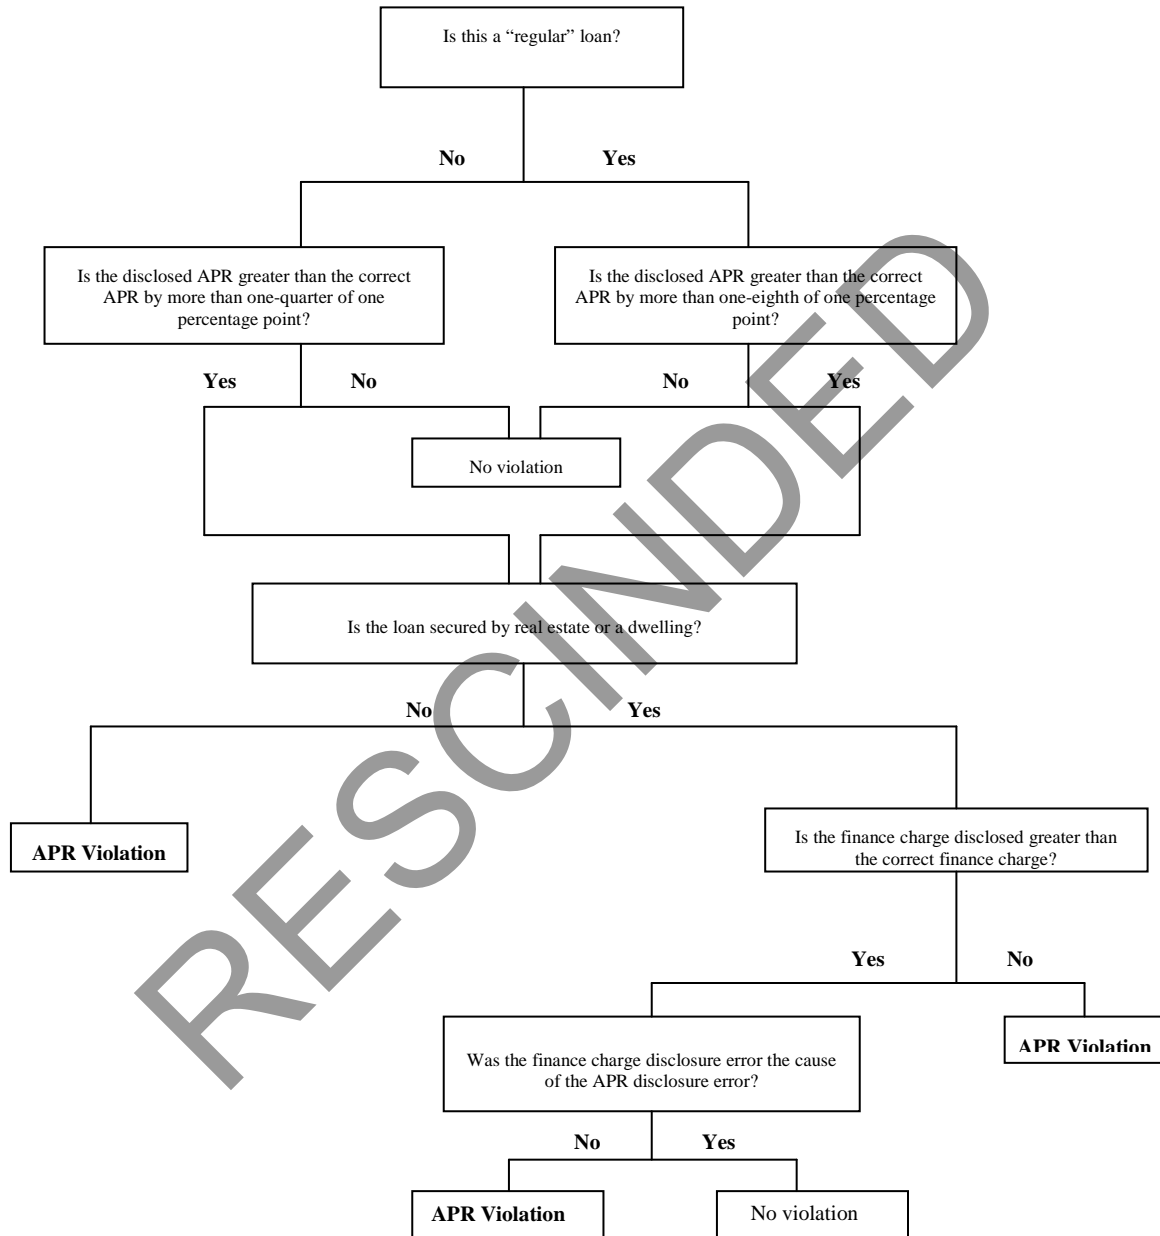 Is this a “regular” loan?
No
Yes
Is the disclosed APR greater than the correct
APR by more than one-quarter of one
percentage point?
Is the disclosed APR greater than the correct
APR by more than one-eighth of one percentage
point?
Yes
No
No
Yes
No violation
Is the loan secured by real estate or a dwelling?
No
Yes
APR Violation
Is the finance charge disclosed greater than
the correct finance charge?
Yes
No
Was the finance charge disclosure error the cause
of the APR disclosure error?
APR Violation
No
Yes
APR Violation
No violation
RESCINDED